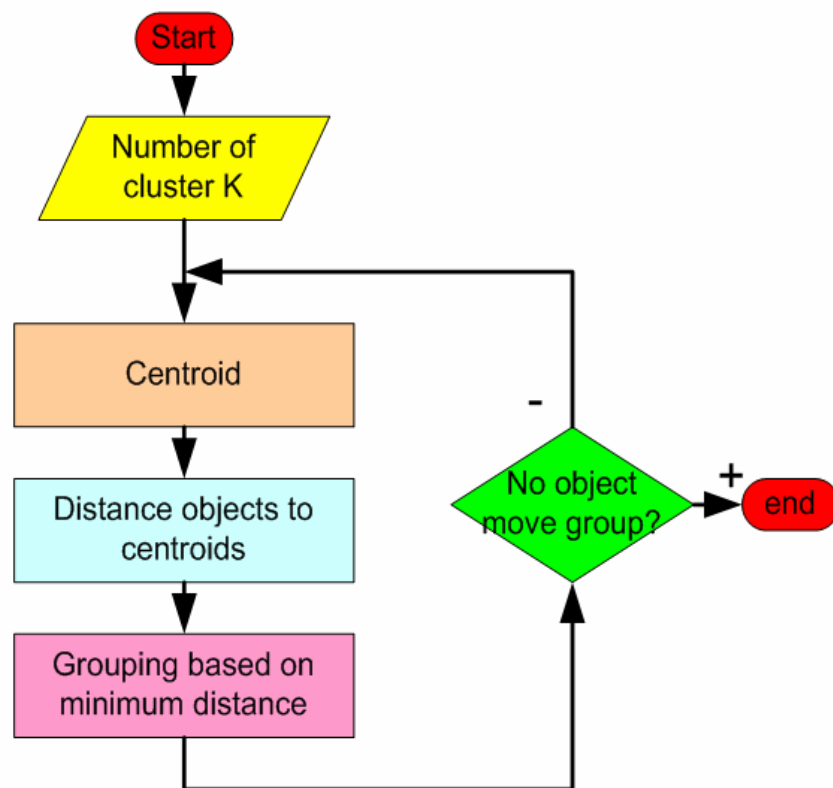 Start
Number of
cluster K
Centroid
Distance objects to
centroids
Grouping based on
minimum distance
-
No object
move group?
+
end